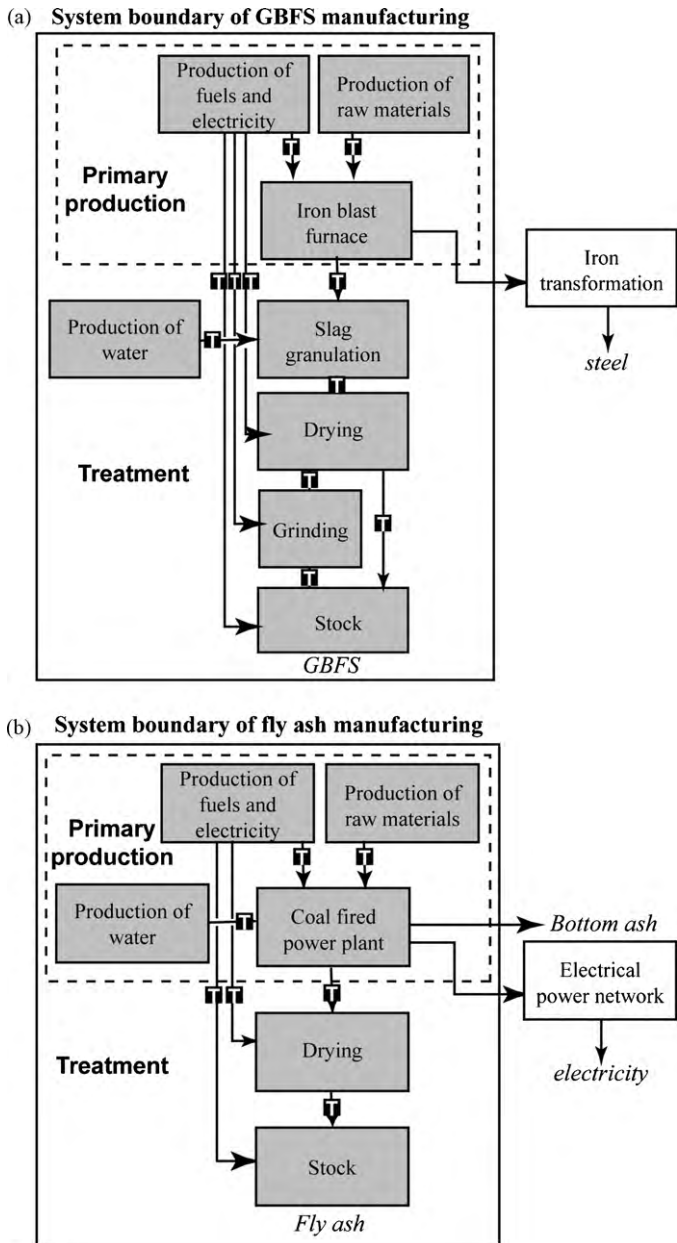 (a) System boundary of GBFS manufacturing
Production of
fuels and
electricity
Production of
raw materials
T
T
Primary
production
Iron blast
furnace
Iron
transformation
T T T
T
Production of
water
T
Slag
granulation
steel
T
Drying
Treatment
T
T
Grinding
T
Stock
GBFS
(b) System boundary of fly ash manufacturing
Production of
fuels and
electricity
Production of
raw materials
Primary
production
T
T
Production of
water
T
Coal fired
power plant
Bottom ash
Electrical
power network
T T
T
Treatment
Drying
electricity
T
Stock
Fly ash